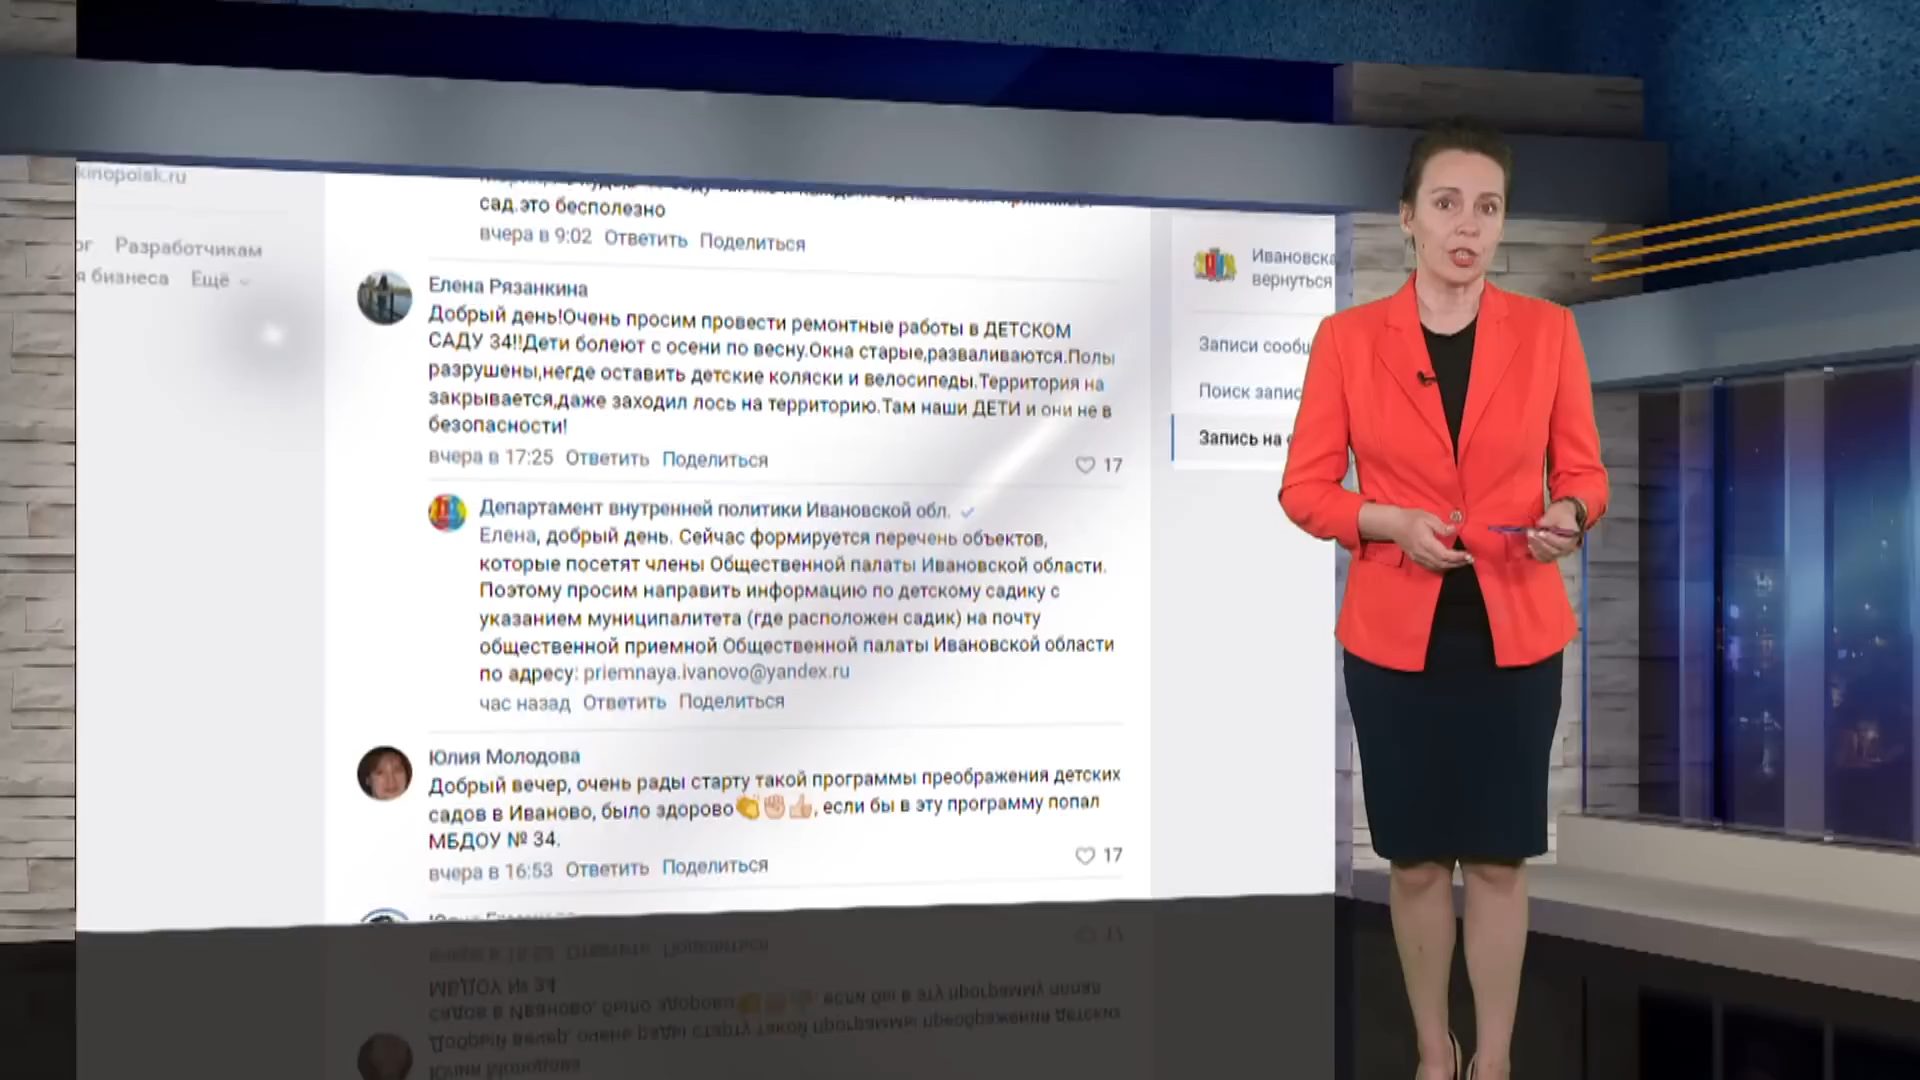 kinopoisk.ru
Разработчикам
я бизнеса Ещё
сад.это бесполезно
вчера в 9:02 Ответить Поделиться
Елена Рязанкина
Добрый день!Очень просим провести ремонтные работы в ДЕТСКОМ
САДУ 34!!Дети болеют с осени по весну.Окна старые,разваливаются.Полы
разрушены,негде оставить детские коляски и велосипеды.Территория на
закрывается,даже заходил лось на территорию.Там наши ДЕТИ и они не в
безопасности!
вчера в 17:25 Ответить Поделиться
17
Департамент внутренней политики Ивановской обл.
Елена, добрый день. Сейчас формируется перечень объектов,
которые посетят члены Общественной палаты Ивановской области.
Поэтому просим направить информацию по детскому садику с
указанием муниципалитета (где расположен садик) на почту
общественной приемной Общественной палаты Ивановской области
по адресу: priemnaya.ivanovo@yandex.ru
час назад Ответить Поделиться
Юлия Молодова
Добрый вечер, очень рады старту такой программы преображения детских
садов в Иваново, было здорово👏✊👍, если бы в эту программу попал
МБДОУ № 34.
вчера в 16:53 Ответить Поделиться
17
Ивановска
вернуться
Записи сообщ
Поиск запис
Запись на с